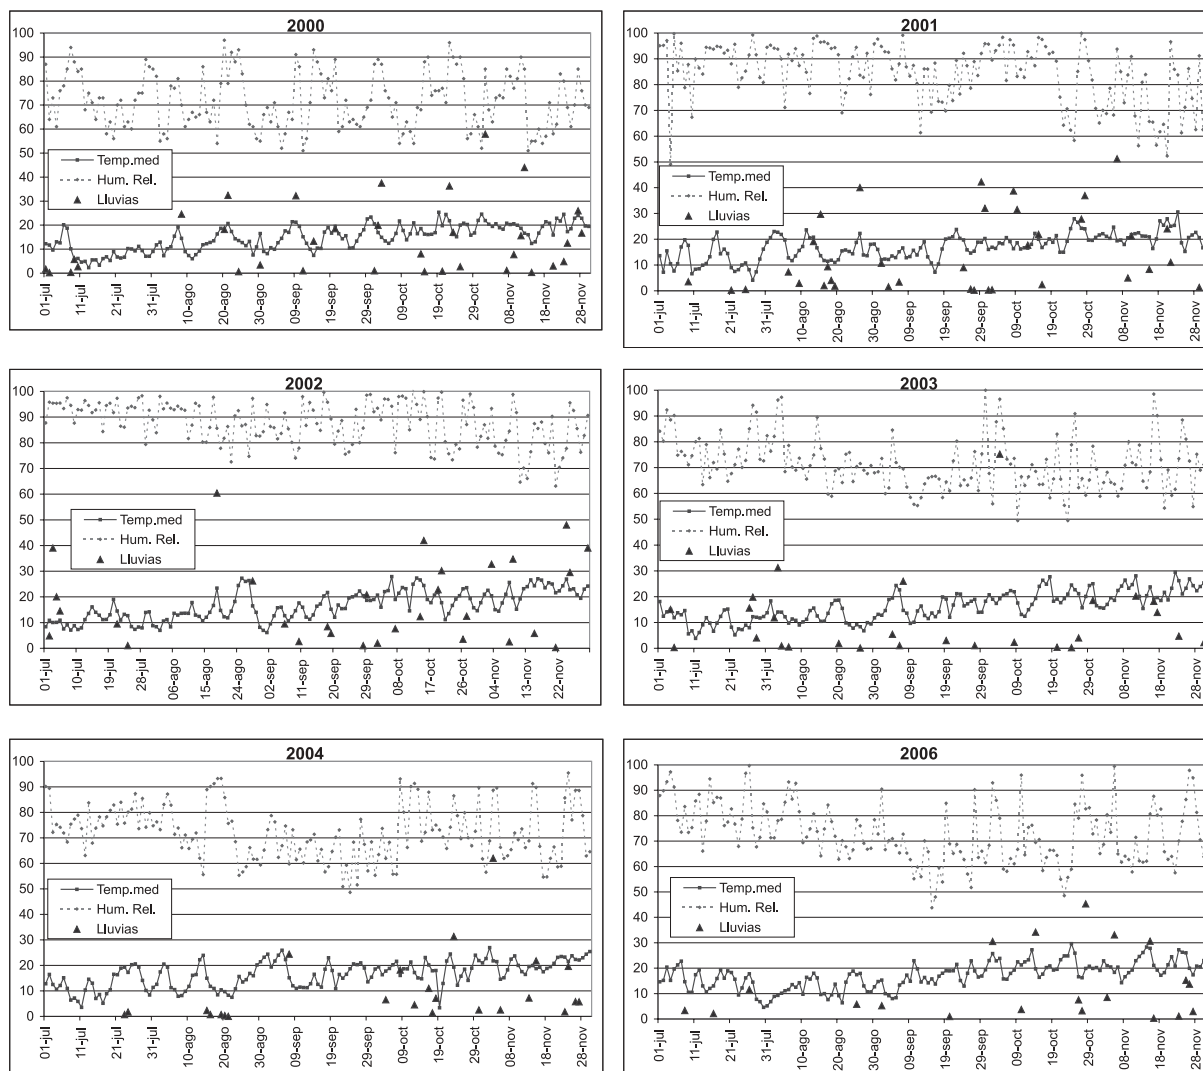 2000
100
90
80
70
60
50
40
30
20
10
0
Temp.med
Hum. Rel.
Lluvias
01-jul
11-jul
21-jul
31-jul
10-ago
20-ago
30-ago
09-sep
19-sep
29-sep
09-oct
19-oct
29-oct
08-nov
18-nov
28-nov
2001
100
90
80
70
60
50
40
30
20
10
0
Temp.med
Hum. Rel.
Lluvias
01-jul
11-jul
21-jul
31-jul
10-ago
20-ago
30-ago
09-sep
19-sep
29-sep
09-oct
19-oct
29-oct
08-nov
18-nov
28-nov
2002
100
90
80
70
60
50
40
30
20
10
0
Temp.med
Hum. Rel.
Lluvias
01-jul
10-jul
19-jul
28-jul
06-ago
15-ago
24-ago
02-sep
11-sep
20-sep
29-sep
08-oct
17-oct
26-oct
04-nov
13-nov
22-nov
2003
100
90
80
70
60
50
40
30
20
10
0
Temp.med
Hum. Rel.
Lluvias
01-jul
11-jul
21-jul
31-jul
10-ago
20-ago
30-ago
09-sep
19-sep
29-sep
09-oct
19-oct
29-oct
08-nov
18-nov
28-nov
2004
100
90
80
70
60
50
40
30
20
10
0
Temp.med
Hum. Rel.
Lluvias
01-jul
11-jul
21-jul
31-jul
10-ago
20-ago
30-ago
09-sep
19-sep
29-sep
09-oct
19-oct
29-oct
08-nov
18-nov
28-nov
2006
100
90
80
70
60
50
40
30
20
10
0
Temp.med
Hum. Rel.
Lluvias
01-jul
11-jul
21-jul
31-jul
10-ago
20-ago
30-ago
09-sep
19-sep
29-sep
09-oct
19-oct
29-oct
08-nov
18-nov
28-nov